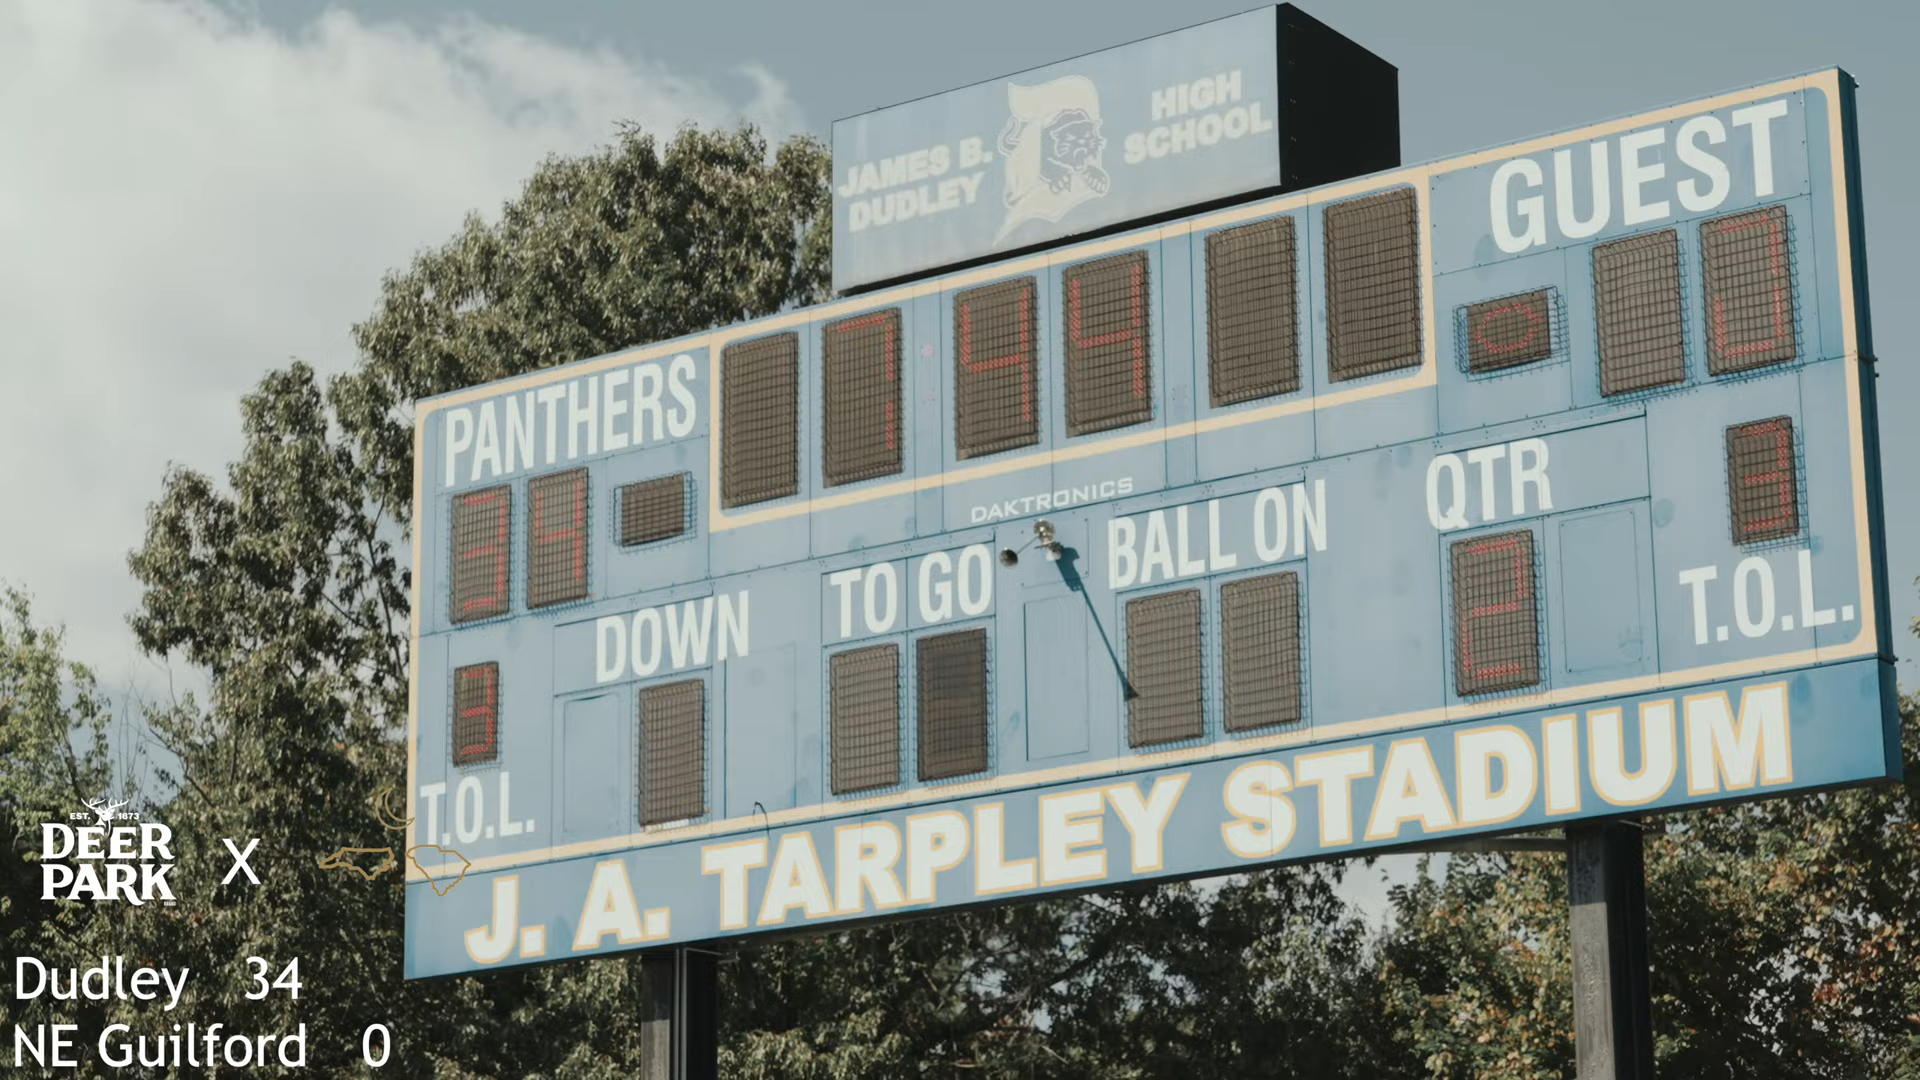 JAMES B.
DUDLEY
HIGH
SCHOOL
GUEST
PANTHERS
7:44
0
34
DAKTRONICS
DOWN
TO GO
BALL ON
QTR
2
3
T.O.L.
3
T.O.L.
J. A. TARPLEY STADIUM
EST. 1873
DEER
PARK
X
Dudley 34
NE Guilford 0